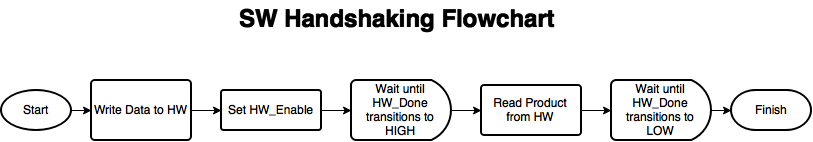 SW Handshaking Flowchart
Start
Write Data to HW
Set HW_Enable
Wait until
HW_Done
transitions to
HIGH
Read Product
from HW
Wait until
HW_Done
transitions to
LOW
Finish